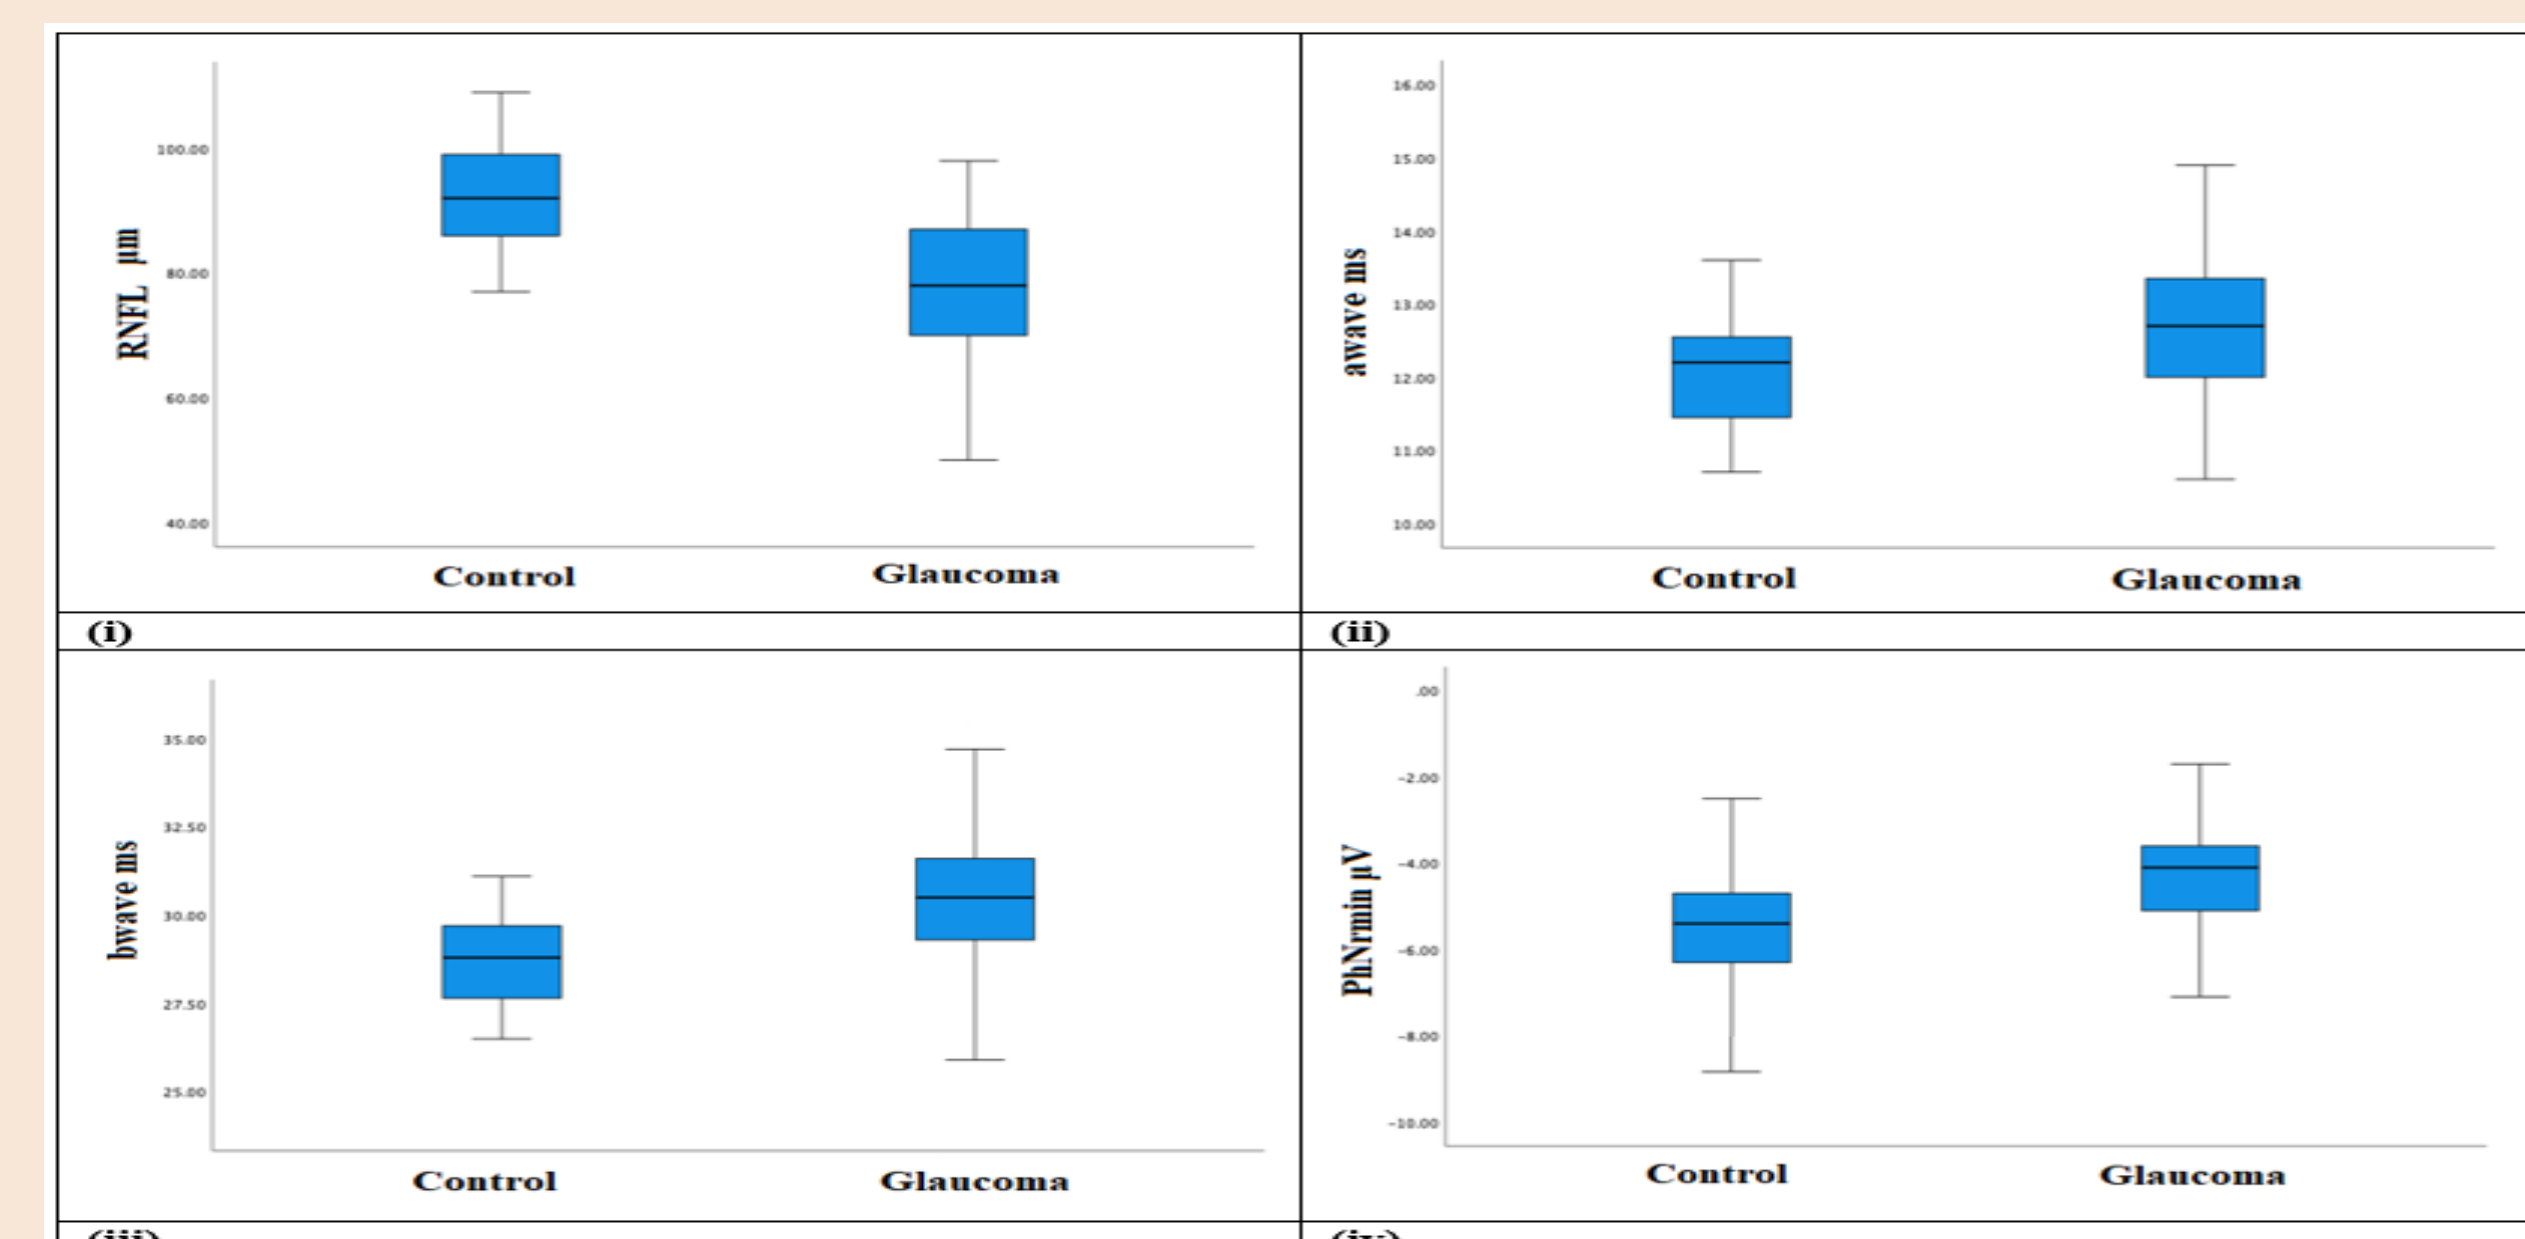 RNFL µm
100.00
80.00
60.00
40.00
Control
Glaucoma
(i)
awave ms
16.00
15.00
14.00
13.00
12.00
11.00
10.00
Control
Glaucoma
(ii)
bwave ms
35.00
32.50
30.00
27.50
25.00
Control
Glaucoma
(iii)
PhNrmin µV
.00
-2.00
-4.00
-6.00
-8.00
-10.00
Control
Glaucoma
(iv)